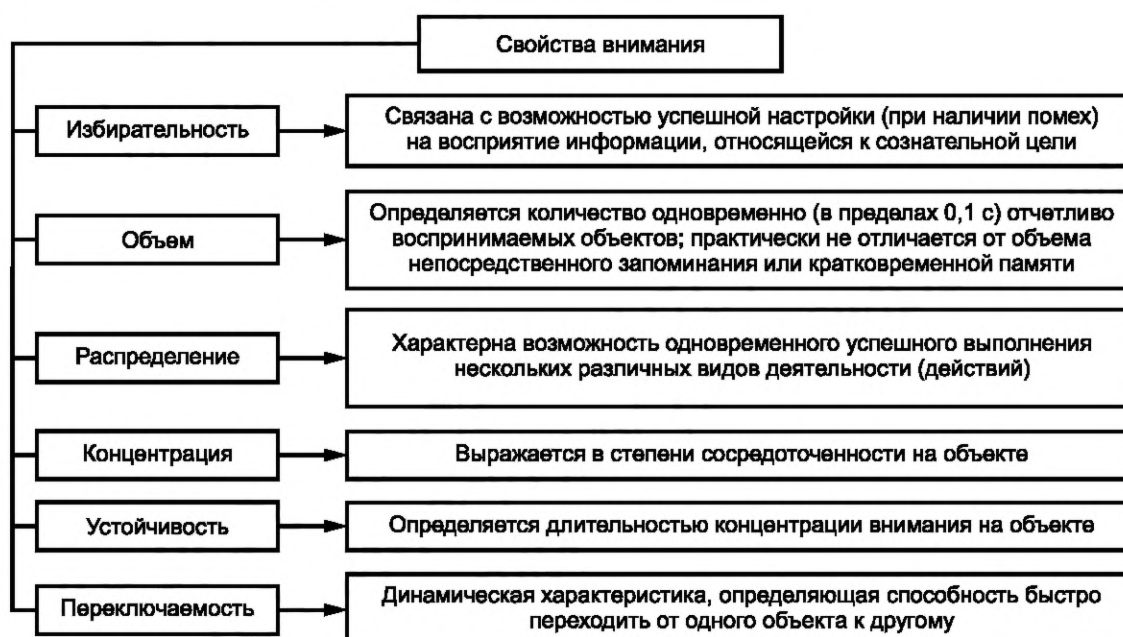 Свойства внимания
Избирательность
Связана с возможностью успешной настройки (при наличии помех)
на восприятие информации, относящейся к сознательной цели
Объем
Определяется количество одновременно (в пределах 0,1 с) отчетливо
воспринимаемых объектов; практически не отличается от объема
непосредственного запоминания или кратковременной памяти
Распределение
Характерна возможность одновременного успешного выполнения
нескольких различных видов деятельности (действий)
Концентрация
Выражается в степени сосредоточенности на объекте
Устойчивость
Определяется длительностью концентрации внимания на объекте
Переключаемость
Динамическая характеристика, определяющая способность быстро
переходить от одного объекта к другому